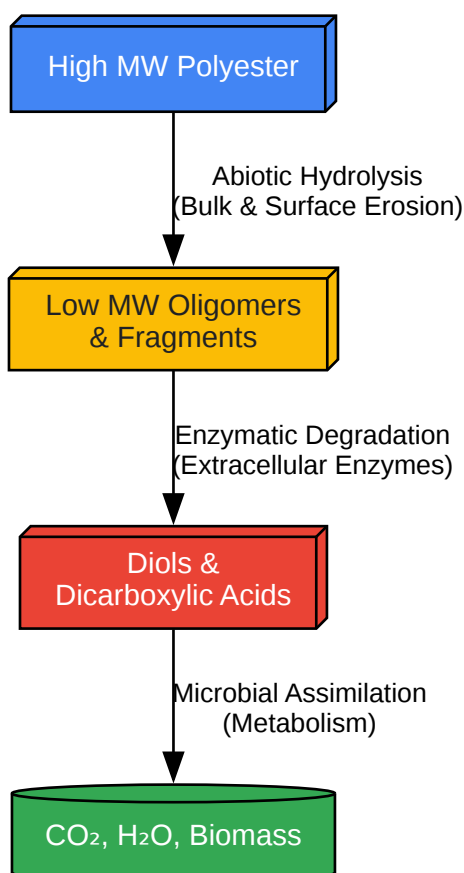 High MW Polyester
Abiotic Hydrolysis
(Bulk & Surface Erosion)
Low MW Oligomers
& Fragments
Enzymatic Degradation
(Extracellular Enzymes)
Diols &
Dicarboxylic Acids
Microbial Assimilation
(Metabolism)
CO₂, H₂O, Biomass